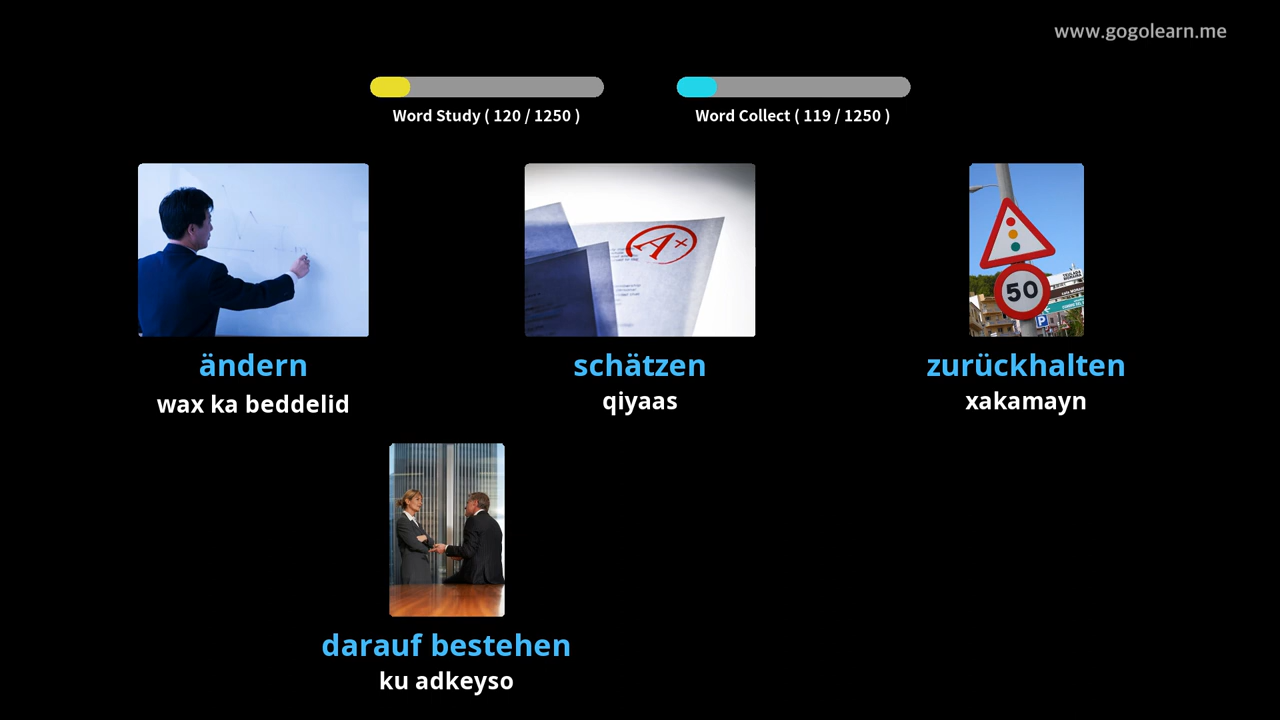 www.gogolearn.me
Word Study ( 120 / 1250 )
Word Collect ( 119 / 1250 )
A+
50
P
ändern
wax ka beddelid
schätzen
qiyaas
zurückhalten
xakamayn
darauf bestehen
ku adkeyso